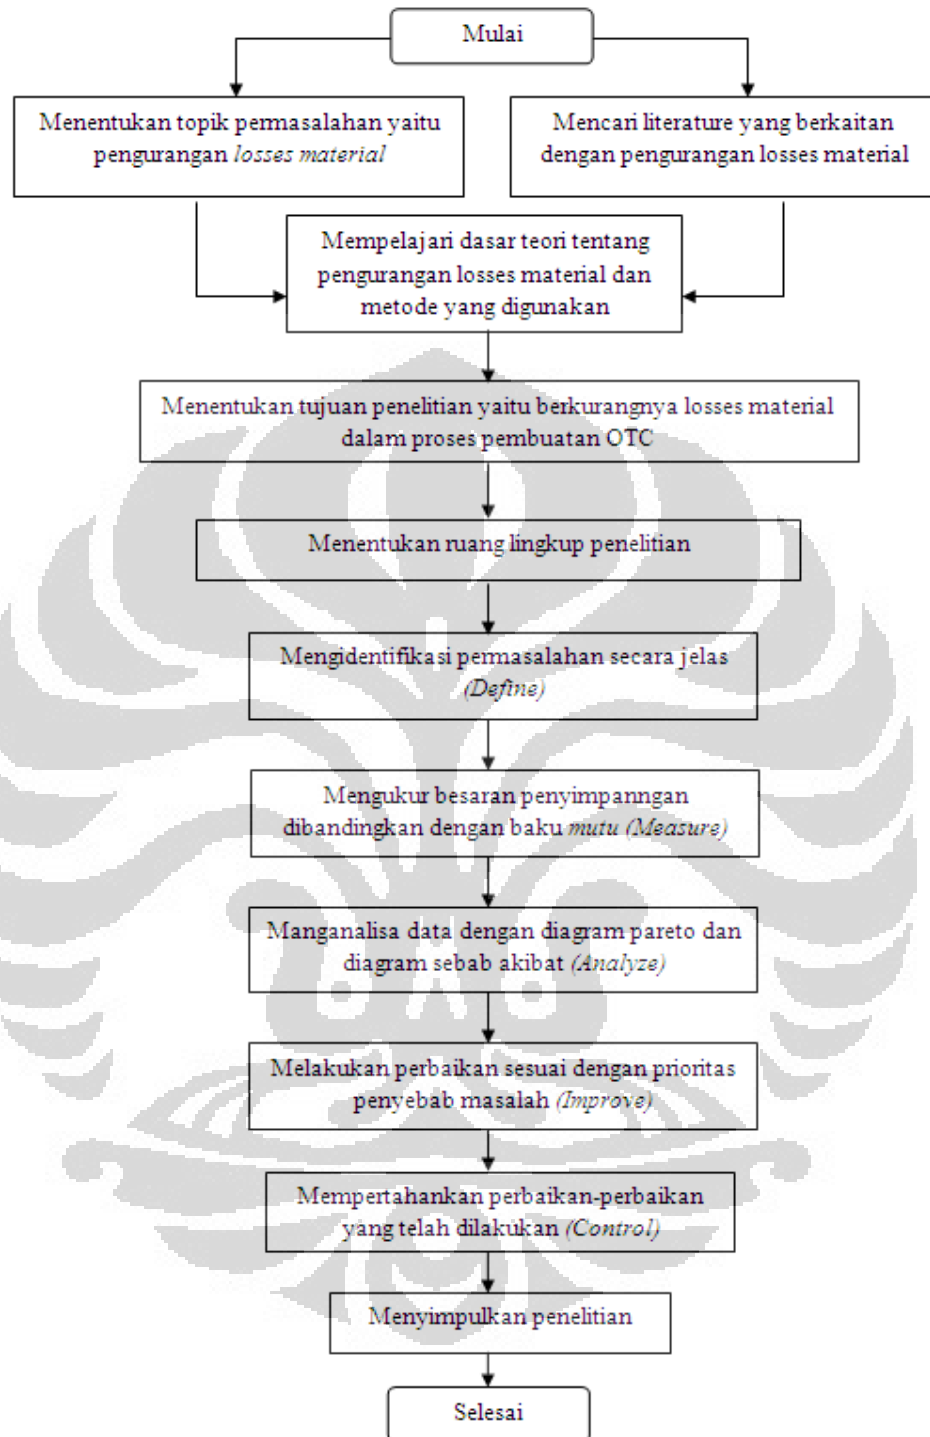 Mulai
Menentukan topik permasalahan yaitu
pengurangan losses material
Mencari literature yang berkaitan
dengan pengurangan losses material
Mempelajari dasar teori tentang
pengurangan losses material dan
metode yang digunakan
Menentukan tujuan penelitian yaitu berkurangnya losses material
dalam proses pembuatan OTC
Menentukan ruang lingkup penelitian
Mengidentifikasi permasalahan secara jelas
(Define)
Mengukur besaran penyimpanngan
dibandingkan dengan baku mutu (Measure)
Manganalisa data dengan diagram pareto dan
diagram sebab akibat (Analyze)
Melakukan perbaikan sesuai dengan prioritas
penyebab masalah (Improve)
Mempertahankan perbaikan-perbaikan
yang telah dilakukan (Control)
Menyimpulkan penelitian
Selesai